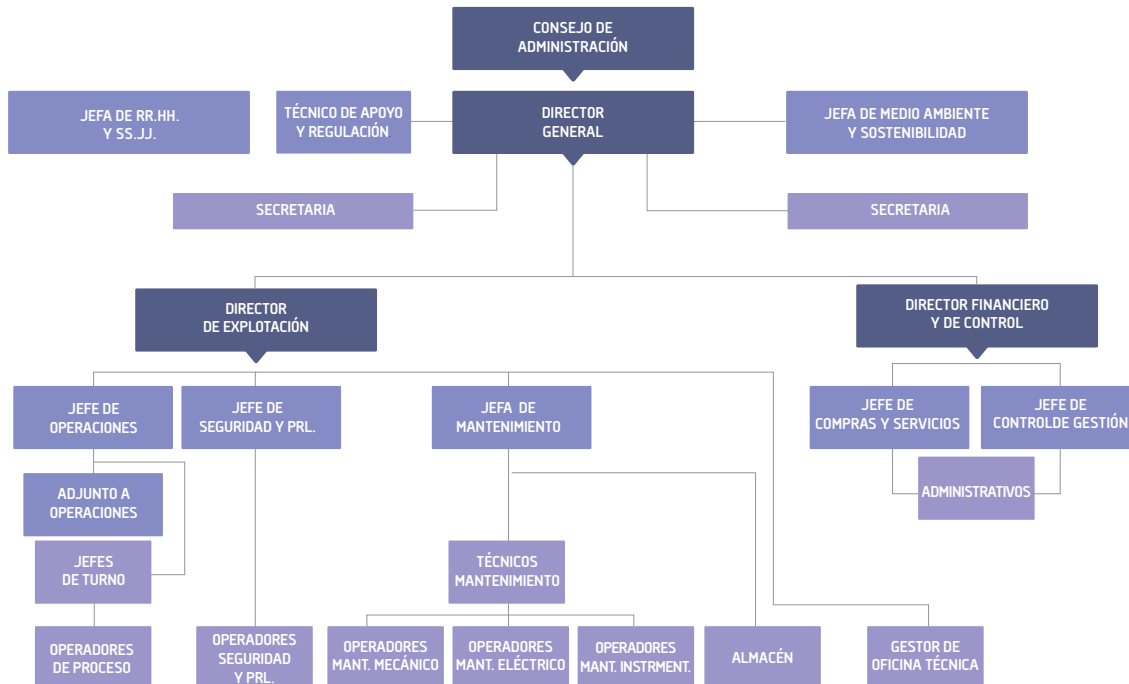 CONSEJO DE
ADMINISTRACIÓN
JEFA DE RR.HH.
Y SS.JJ.
TÉCNICO DE APOYO
Y REGULACIÓN
DIRECTOR
GENERAL
JEFA DE MEDIO AMBIENTE
Y SOSTENIBILIDAD
SECRETARIA
SECRETARIA
DIRECTOR
DE EXPLOTACIÓN
DIRECTOR FINANCIERO
Y DE CONTROL
JEFE DE
OPERACIONES
JEFE DE
SEGURIDAD Y PRL.
JEFA DE
MANTENIMIENTO
JEFE DE
COMPRAS Y SERVICIOS
JEFE DE
CONTROLDE GESTIÓN
ADJUNTO A
OPERACIONES
ADMINISTRATIVOS
JEFES
DE TURNO
TÉCNICOS
MANTENIMIENTO
OPERADORES
DE PROCESO
OPERADORES
SEGURIDAD
Y PRL.
OPERADORES
MANT. MECÁNICO
OPERADORES
MANT. ELÉCTRICO
OPERADORES
MANT. INSTRMENT.
ALMACÉN
GESTOR DE
OFICINA TÉCNICA